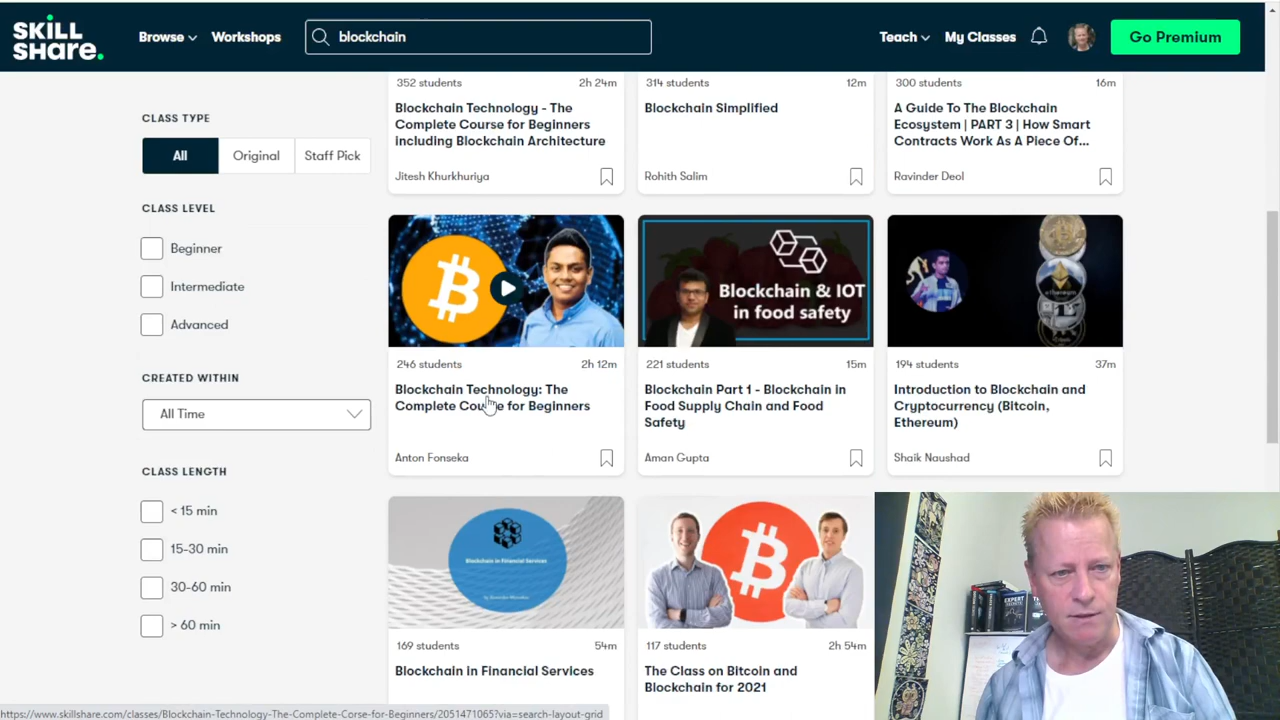 SKILL
SHARE.
Browse
Workshops
blockchain
Teach
My Classes
Go Premium
CLASS TYPE
All
Original
Staff Pick
CLASS LEVEL
Beginner
Intermediate
Advanced
CREATED WITHIN
All Time
CLASS LENGTH
< 15 min
15-30 min
30-60 min
> 60 min
352 students
2h 24m
Blockchain Technology - The
Complete Course for Beginners
including Blockchain Architecture
Jitesh Khurkhuriya
314 students
12m
Blockchain Simplified
Rohith Salim
300 students
16m
A Guide To The Blockchain
Ecosystem | PART 3 | How Smart
Contracts Work As A Piece Of...
Ravinder Deol
246 students
2h 12m
Blockchain Technology: The
Complete Course for Beginners
Anton Fonseka
Blockchain & IOT
in food safety
221 students
15m
Blockchain Part 1 - Blockchain in
Food Supply Chain and Food
Safety
Aman Gupta
194 students
37m
Introduction to Blockchain and
Cryptocurrency (Bitcoin,
Ethereum)
Shaik Naushad
Blockchain in Financial Services
169 students
54m
Blockchain in Financial Services
117 students
2h 54m
The Class on Bitcoin and
Blockchain for 2021
EXPERT
https://www.skillshare.com/classes/Blockchain-Technology-The-Complete-Corse-for-Beginners/2051471065?via=search-layout-grid